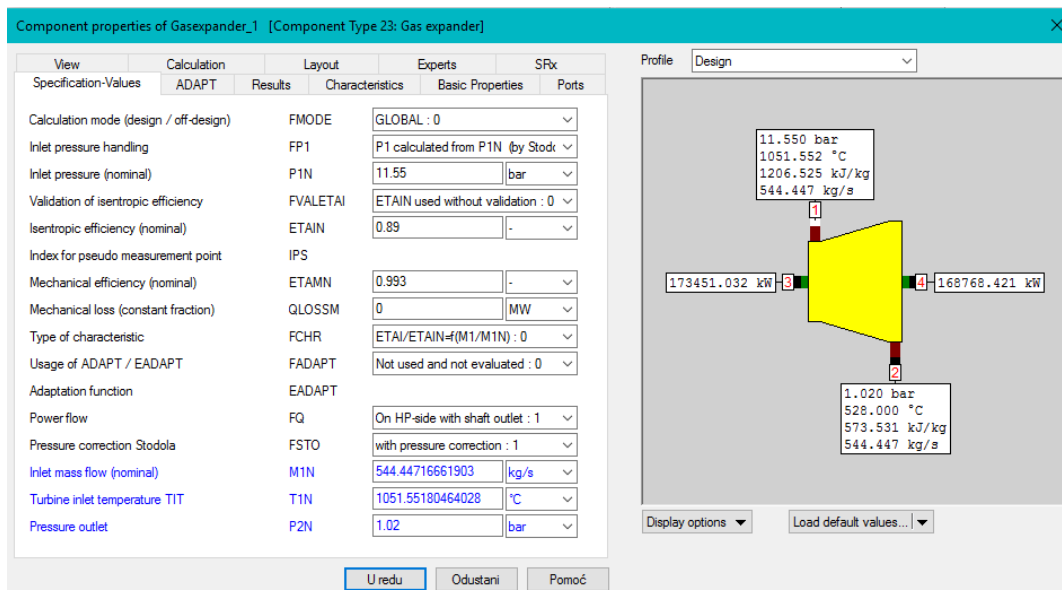 Component properties of Gasexpander_1 [Component Type 23: Gas expander]
View Calculation Layout Experts SRx
Specification-Values ADAPT Results Characteristics Basic Properties Ports
Calculation mode (design / off-design) FMODE GLOBAL : 0
Inlet pressure handling FP1 P1 calculated from P1N (by Stodc
Inlet pressure (nominal) P1N 11.55 bar
Validation of isentropic efficiency FVALETAI ETAIN used without validation : 0
Isentropic efficiency (nominal) ETAIN 0.89 -
Index for pseudo measurement point IPS
Mechanical efficiency (nominal) ETAMN 0.993 -
Mechanical loss (constant fraction) QLOSSM 0 MW
Type of characteristic FCHR ETAI/ETAIN=f(M1/M1N) : 0
Usage of ADAPT / EADAPT FADAPT Not used and not evaluated : 0
Adaptation function EADAPT
Power flow FQ On HP-side with shaft outlet : 1
Pressure correction Stodola FSTO with pressure correction : 1
Inlet mass flow (nominal) M1N 544.44716661903 kg/s
Turbine inlet temperature TIT T1N 1051.55180464028 °C
Pressure outlet P2N 1.02 bar
U redu Odustani Pomoć
Profile Design
11.550 bar
1051.552 °C
1206.525 kJ/kg
544.447 kg/s
1
173451.032 kW 3 4 168768.421 kW
2
1.020 bar
528.000 °C
573.531 kJ/kg
544.447 kg/s
Display options Load default values...